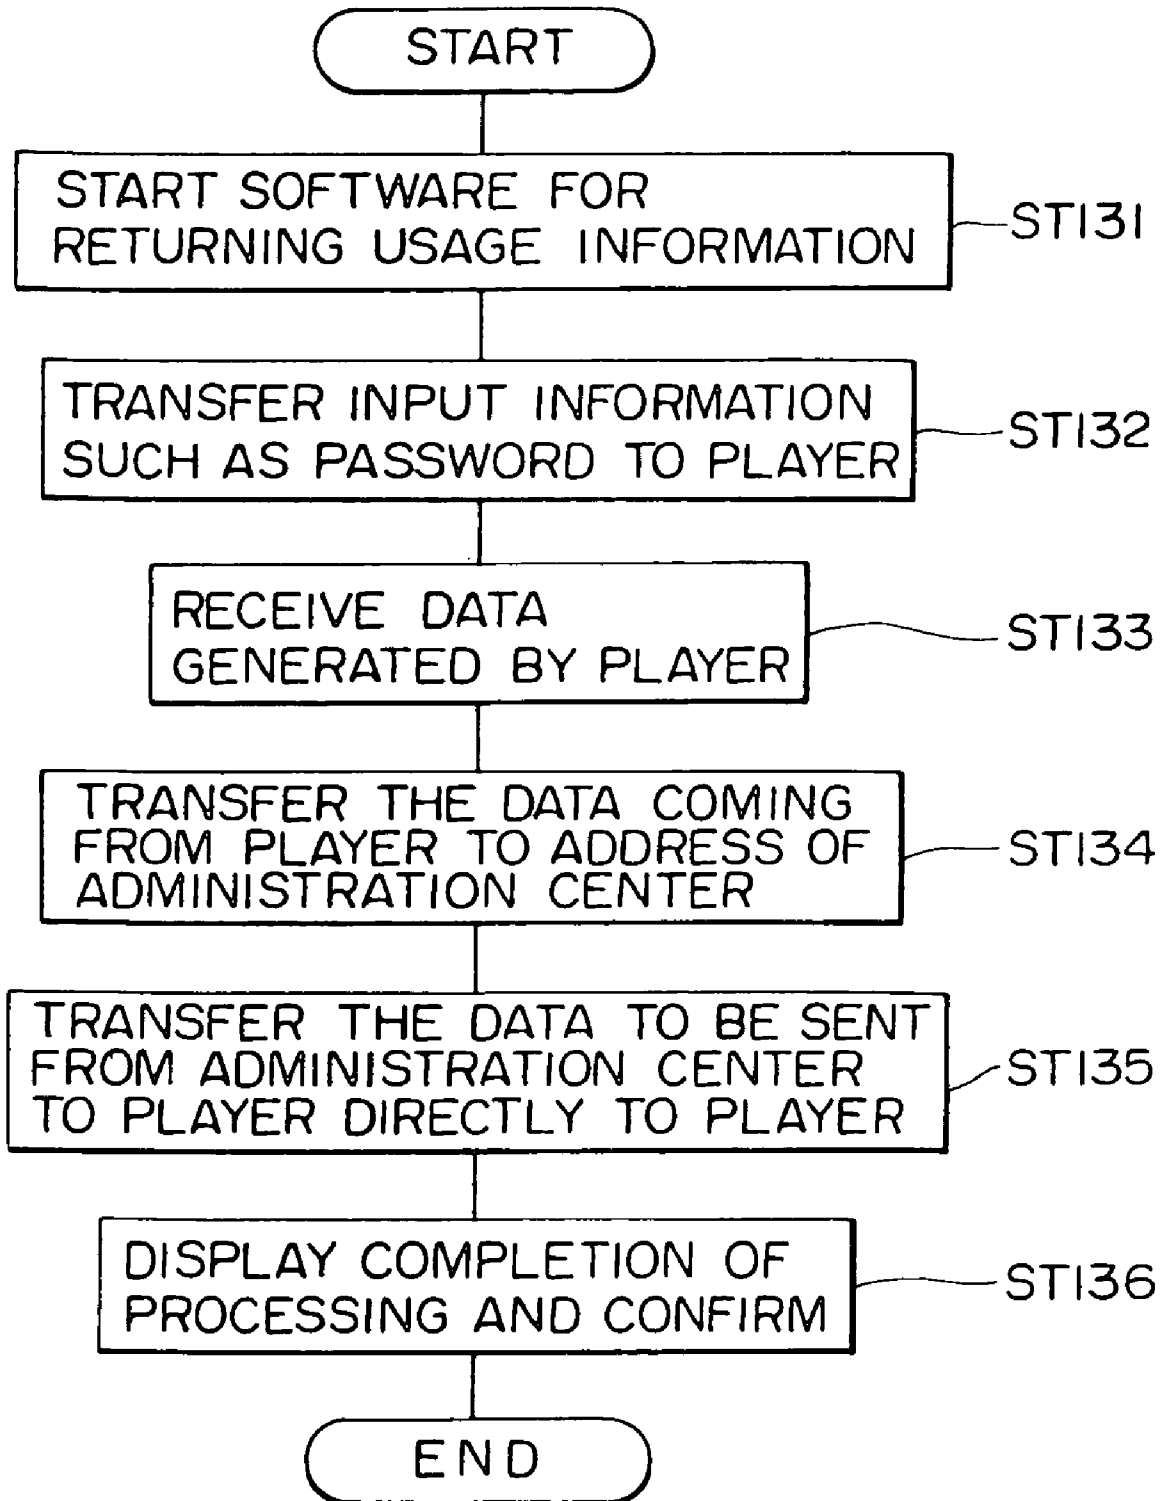 START
START SOFTWARE FOR
RETURNING USAGE INFORMATION
ST131
TRANSFER INPUT INFORMATION
SUCH AS PASSWORD TO PLAYER
ST132
RECEIVE DATA
GENERATED BY PLAYER
ST133
TRANSFER THE DATA COMING
FROM PLAYER TO ADDRESS OF
ADMINISTRATION CENTER
ST134
TRANSFER THE DATA TO BE SENT
FROM ADMINISTRATION CENTER
TO PLAYER DIRECTLY TO PLAYER
ST135
DISPLAY COMPLETION OF
PROCESSING AND CONFIRM
ST136
END